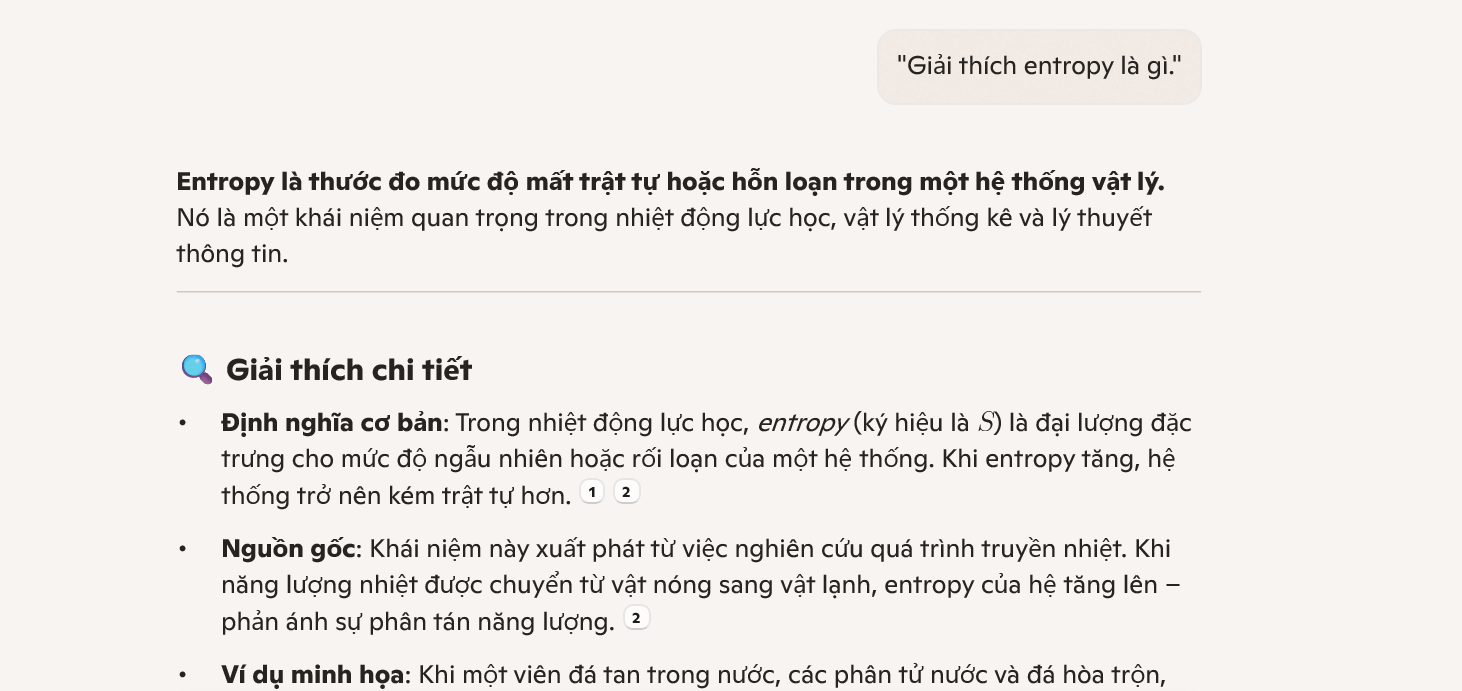 "Giải thích entropy là gì."
Entropy là thước đo mức độ mất trật tự hoặc hỗn loạn trong một hệ thống vật lý.
Nó là một khái niệm quan trọng trong nhiệt động lực học, vật lý thống kê và lý thuyết
thông tin.
🔍 Giải thích chi tiết
• Định nghĩa cơ bản: Trong nhiệt động lực học, entropy (ký hiệu là S) là đại lượng đặc
trưng cho mức độ ngẫu nhiên hoặc rối loạn của một hệ thống. Khi entropy tăng, hệ
thống trở nên kém trật tự hơn. 1 2
• Nguồn gốc: Khái niệm này xuất phát từ việc nghiên cứu quá trình truyền nhiệt. Khi
năng lượng nhiệt được chuyển từ vật nóng sang vật lạnh, entropy của hệ tăng lên –
phản ánh sự phân tán năng lượng. 2
• Ví dụ minh họa: Khi một viên đá tan trong nước, các phân tử nước và đá hòa trộn,